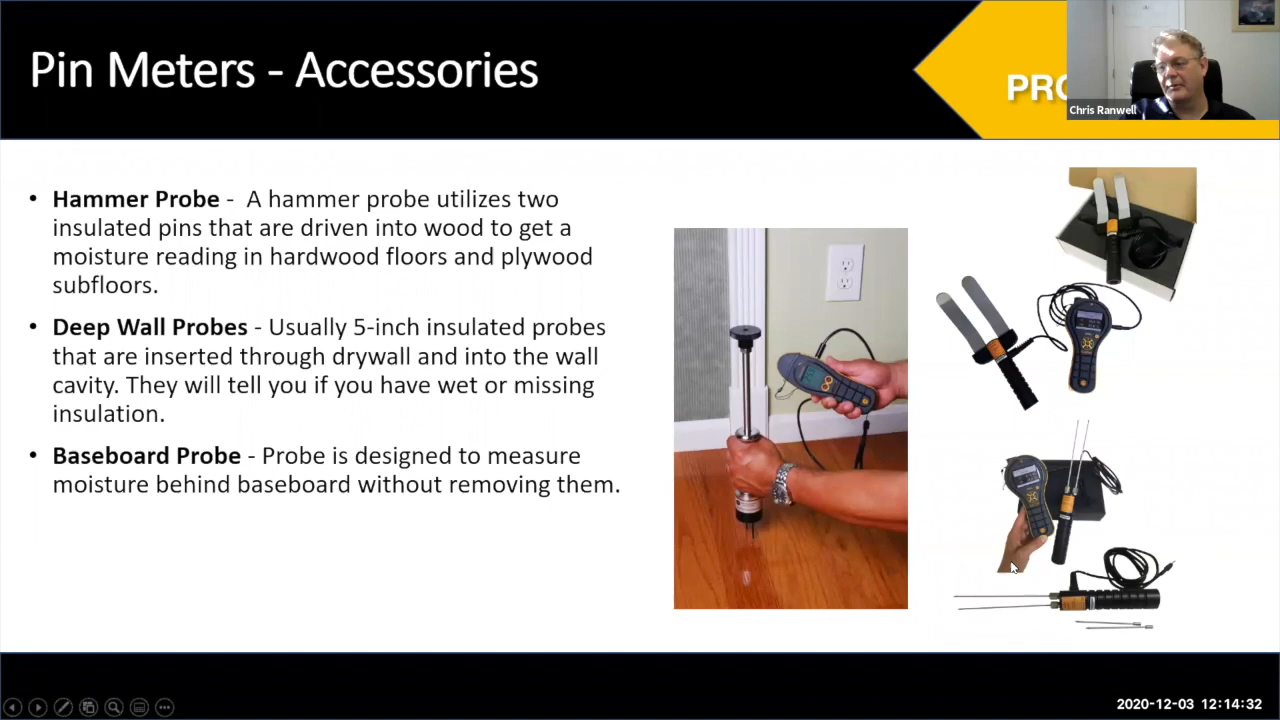 Pin Meters - Accessories
PRO
Chris Ranwell
• Hammer Probe - A hammer probe utilizes two
insulated pins that are driven into wood to get a
moisture reading in hardwood floors and plywood
subfloors.
• Deep Wall Probes - Usually 5-inch insulated probes
that are inserted through drywall and into the wall
cavity. They will tell you if you have wet or missing
insulation.
• Baseboard Probe - Probe is designed to measure
moisture behind baseboard without removing them.
2020-12-03 12:14:32